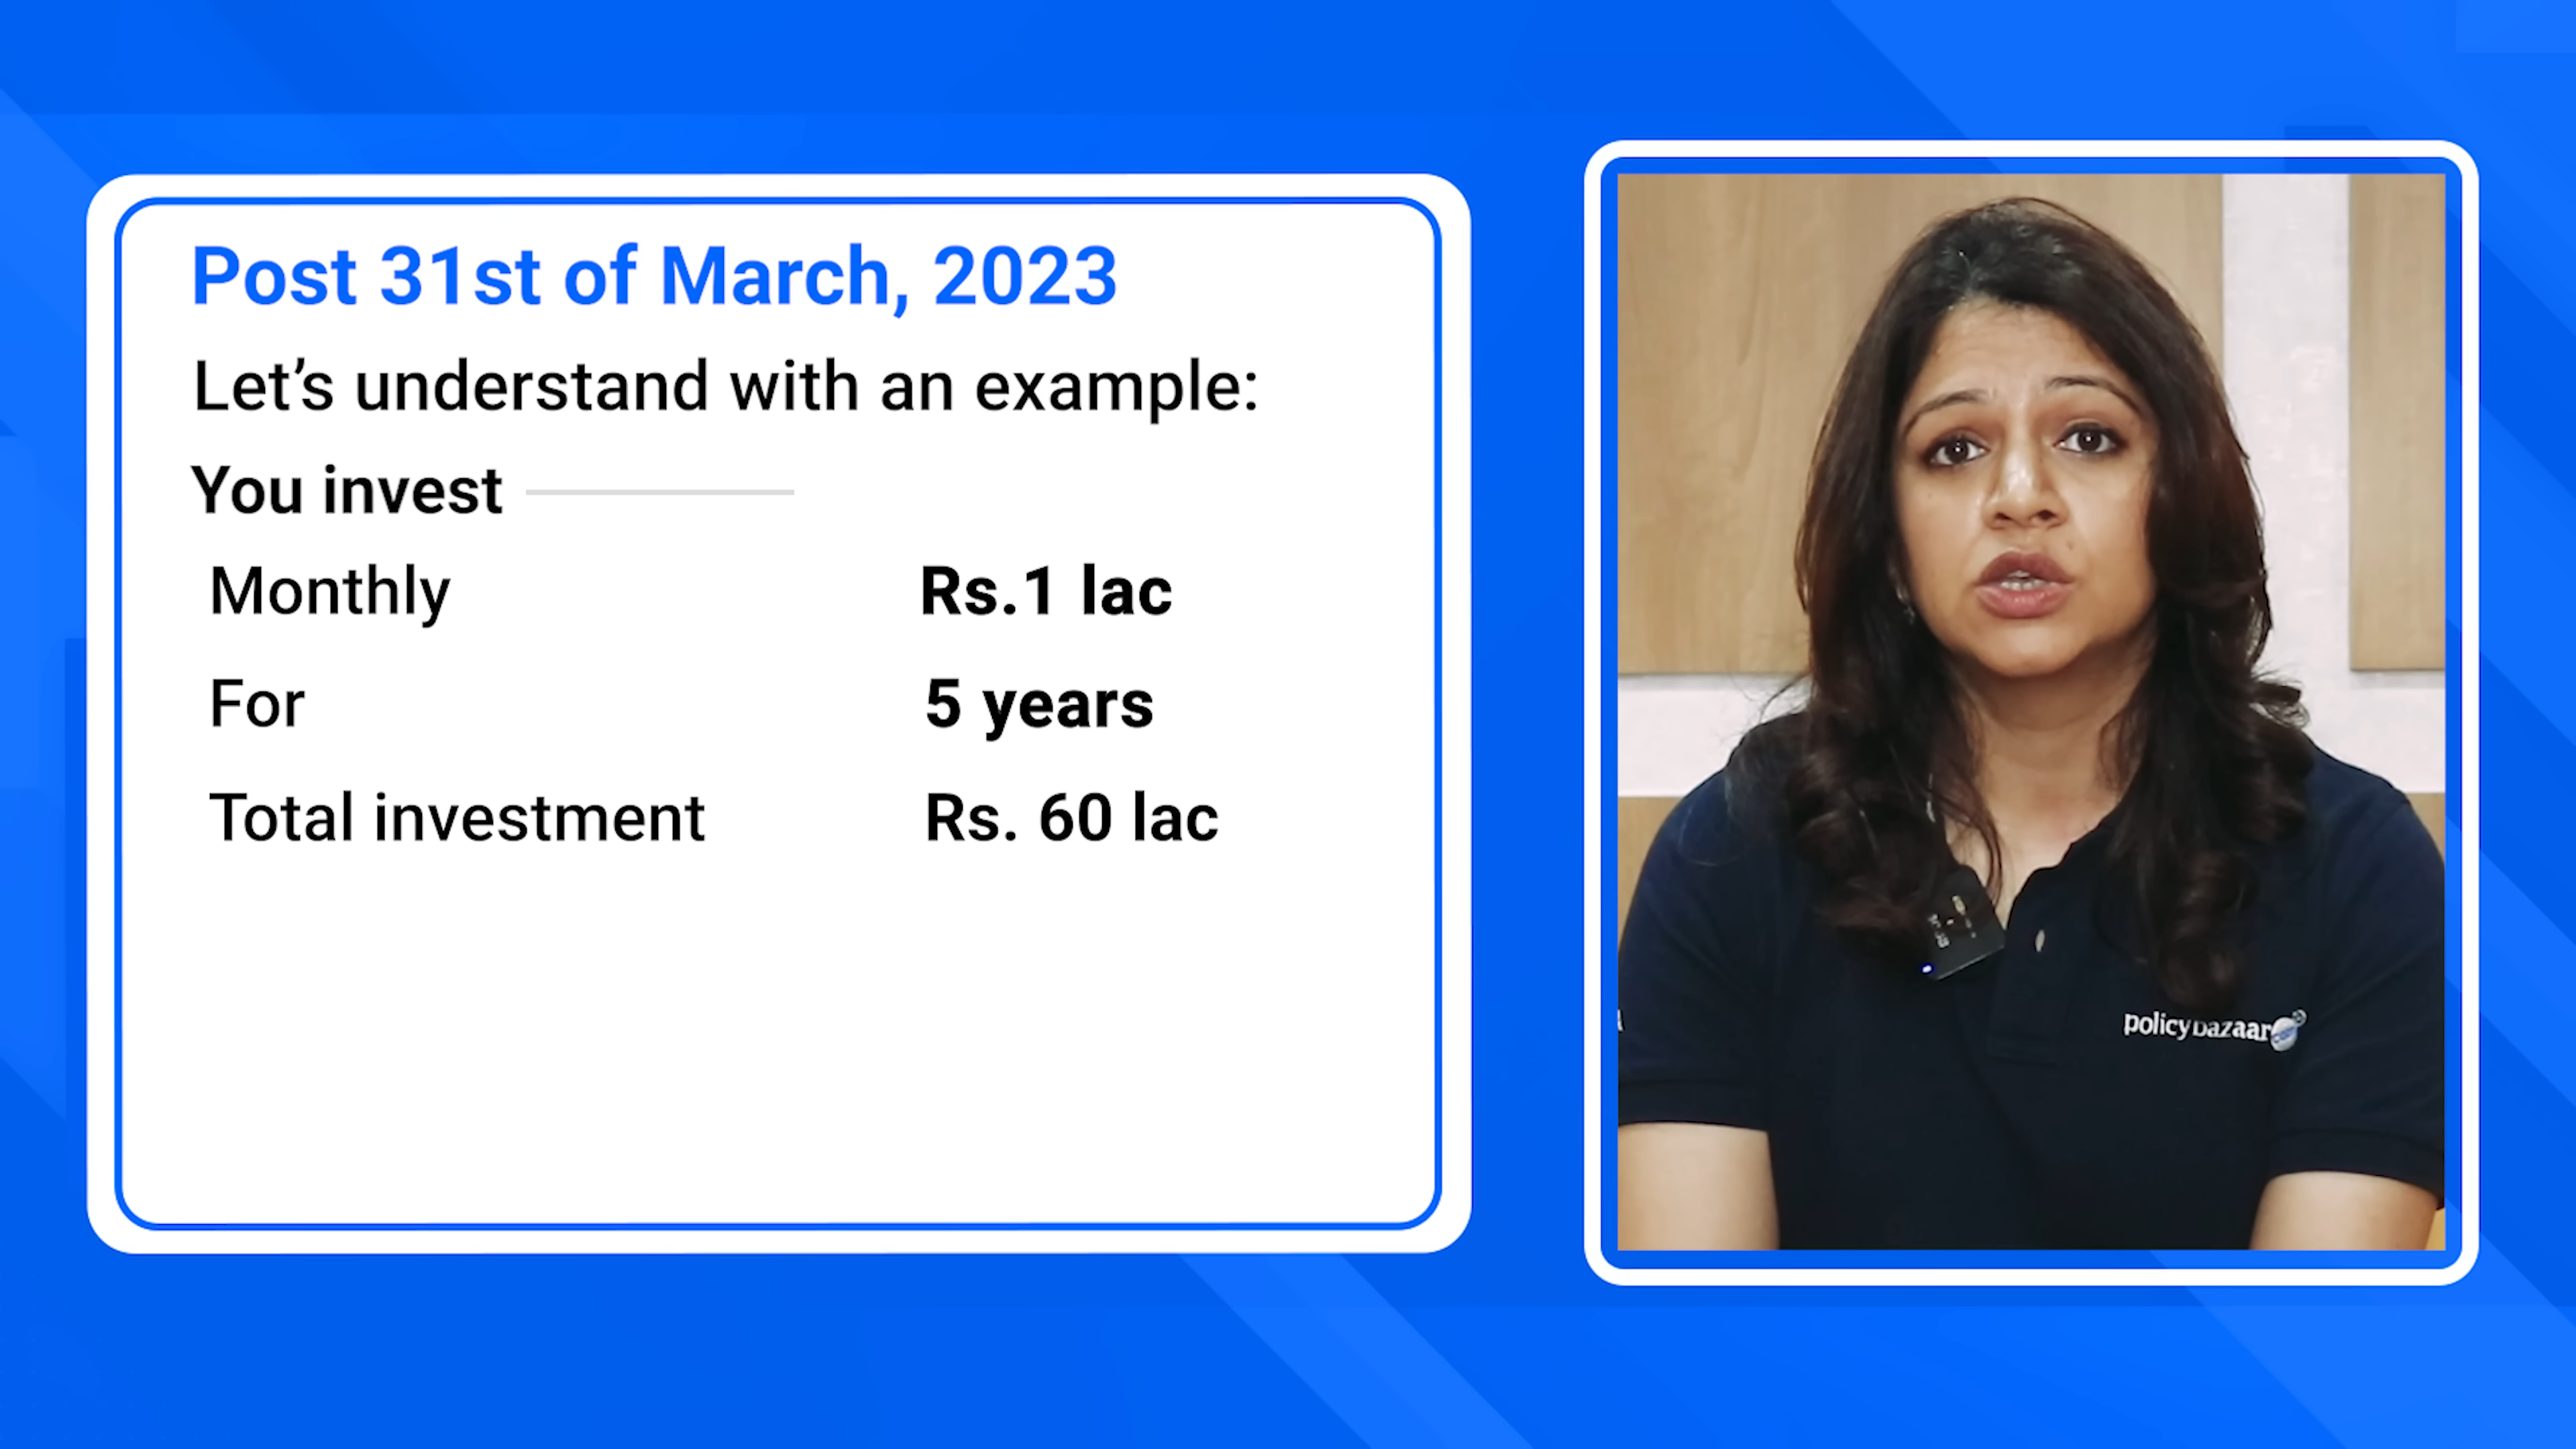 Post 31st of March, 2023
Let's understand with an example:
You invest
Monthly Rs.1 lac
For 5 years
Total investment Rs. 60 lac
policybazaar